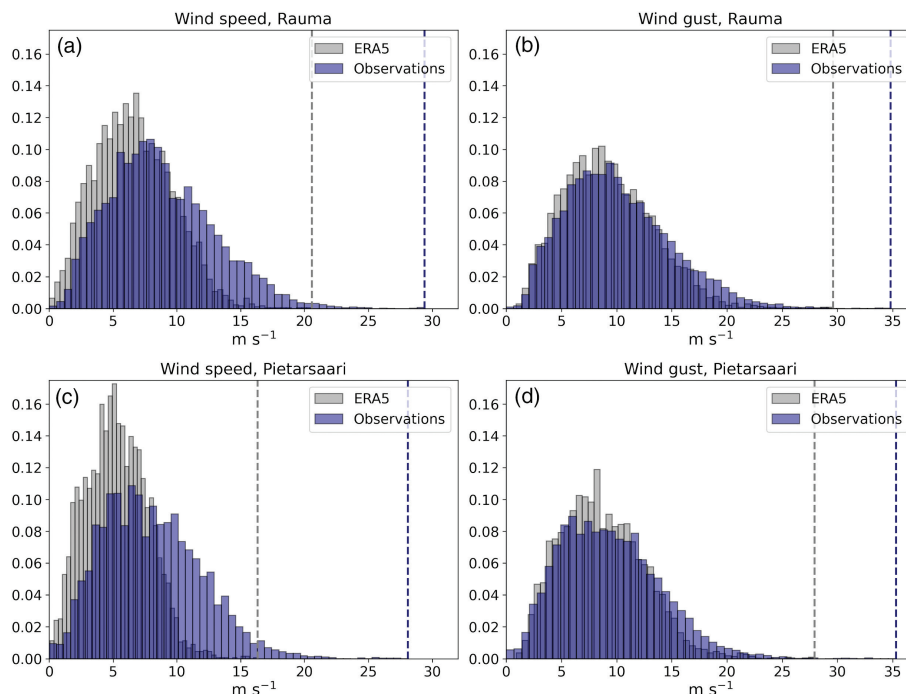 Wind speed, Rauma
(a)
ERA5
Observations
0.16
0.14
0.12
0.10
0.08
0.06
0.04
0.02
0.00
0 5 10 15 20 25 30
m s⁻¹
Wind gust, Rauma
(b)
ERA5
Observations
0.16
0.14
0.12
0.10
0.08
0.06
0.04
0.02
0.00
0 5 10 15 20 25 30 35
m s⁻¹
Wind speed, Pietarsaari
(c)
ERA5
Observations
0.16
0.14
0.12
0.10
0.08
0.06
0.04
0.02
0.00
0 5 10 15 20 25 30
m s⁻¹
Wind gust, Pietarsaari
(d)
ERA5
Observations
0.16
0.14
0.12
0.10
0.08
0.06
0.04
0.02
0.00
0 5 10 15 20 25 30 35
m s⁻¹